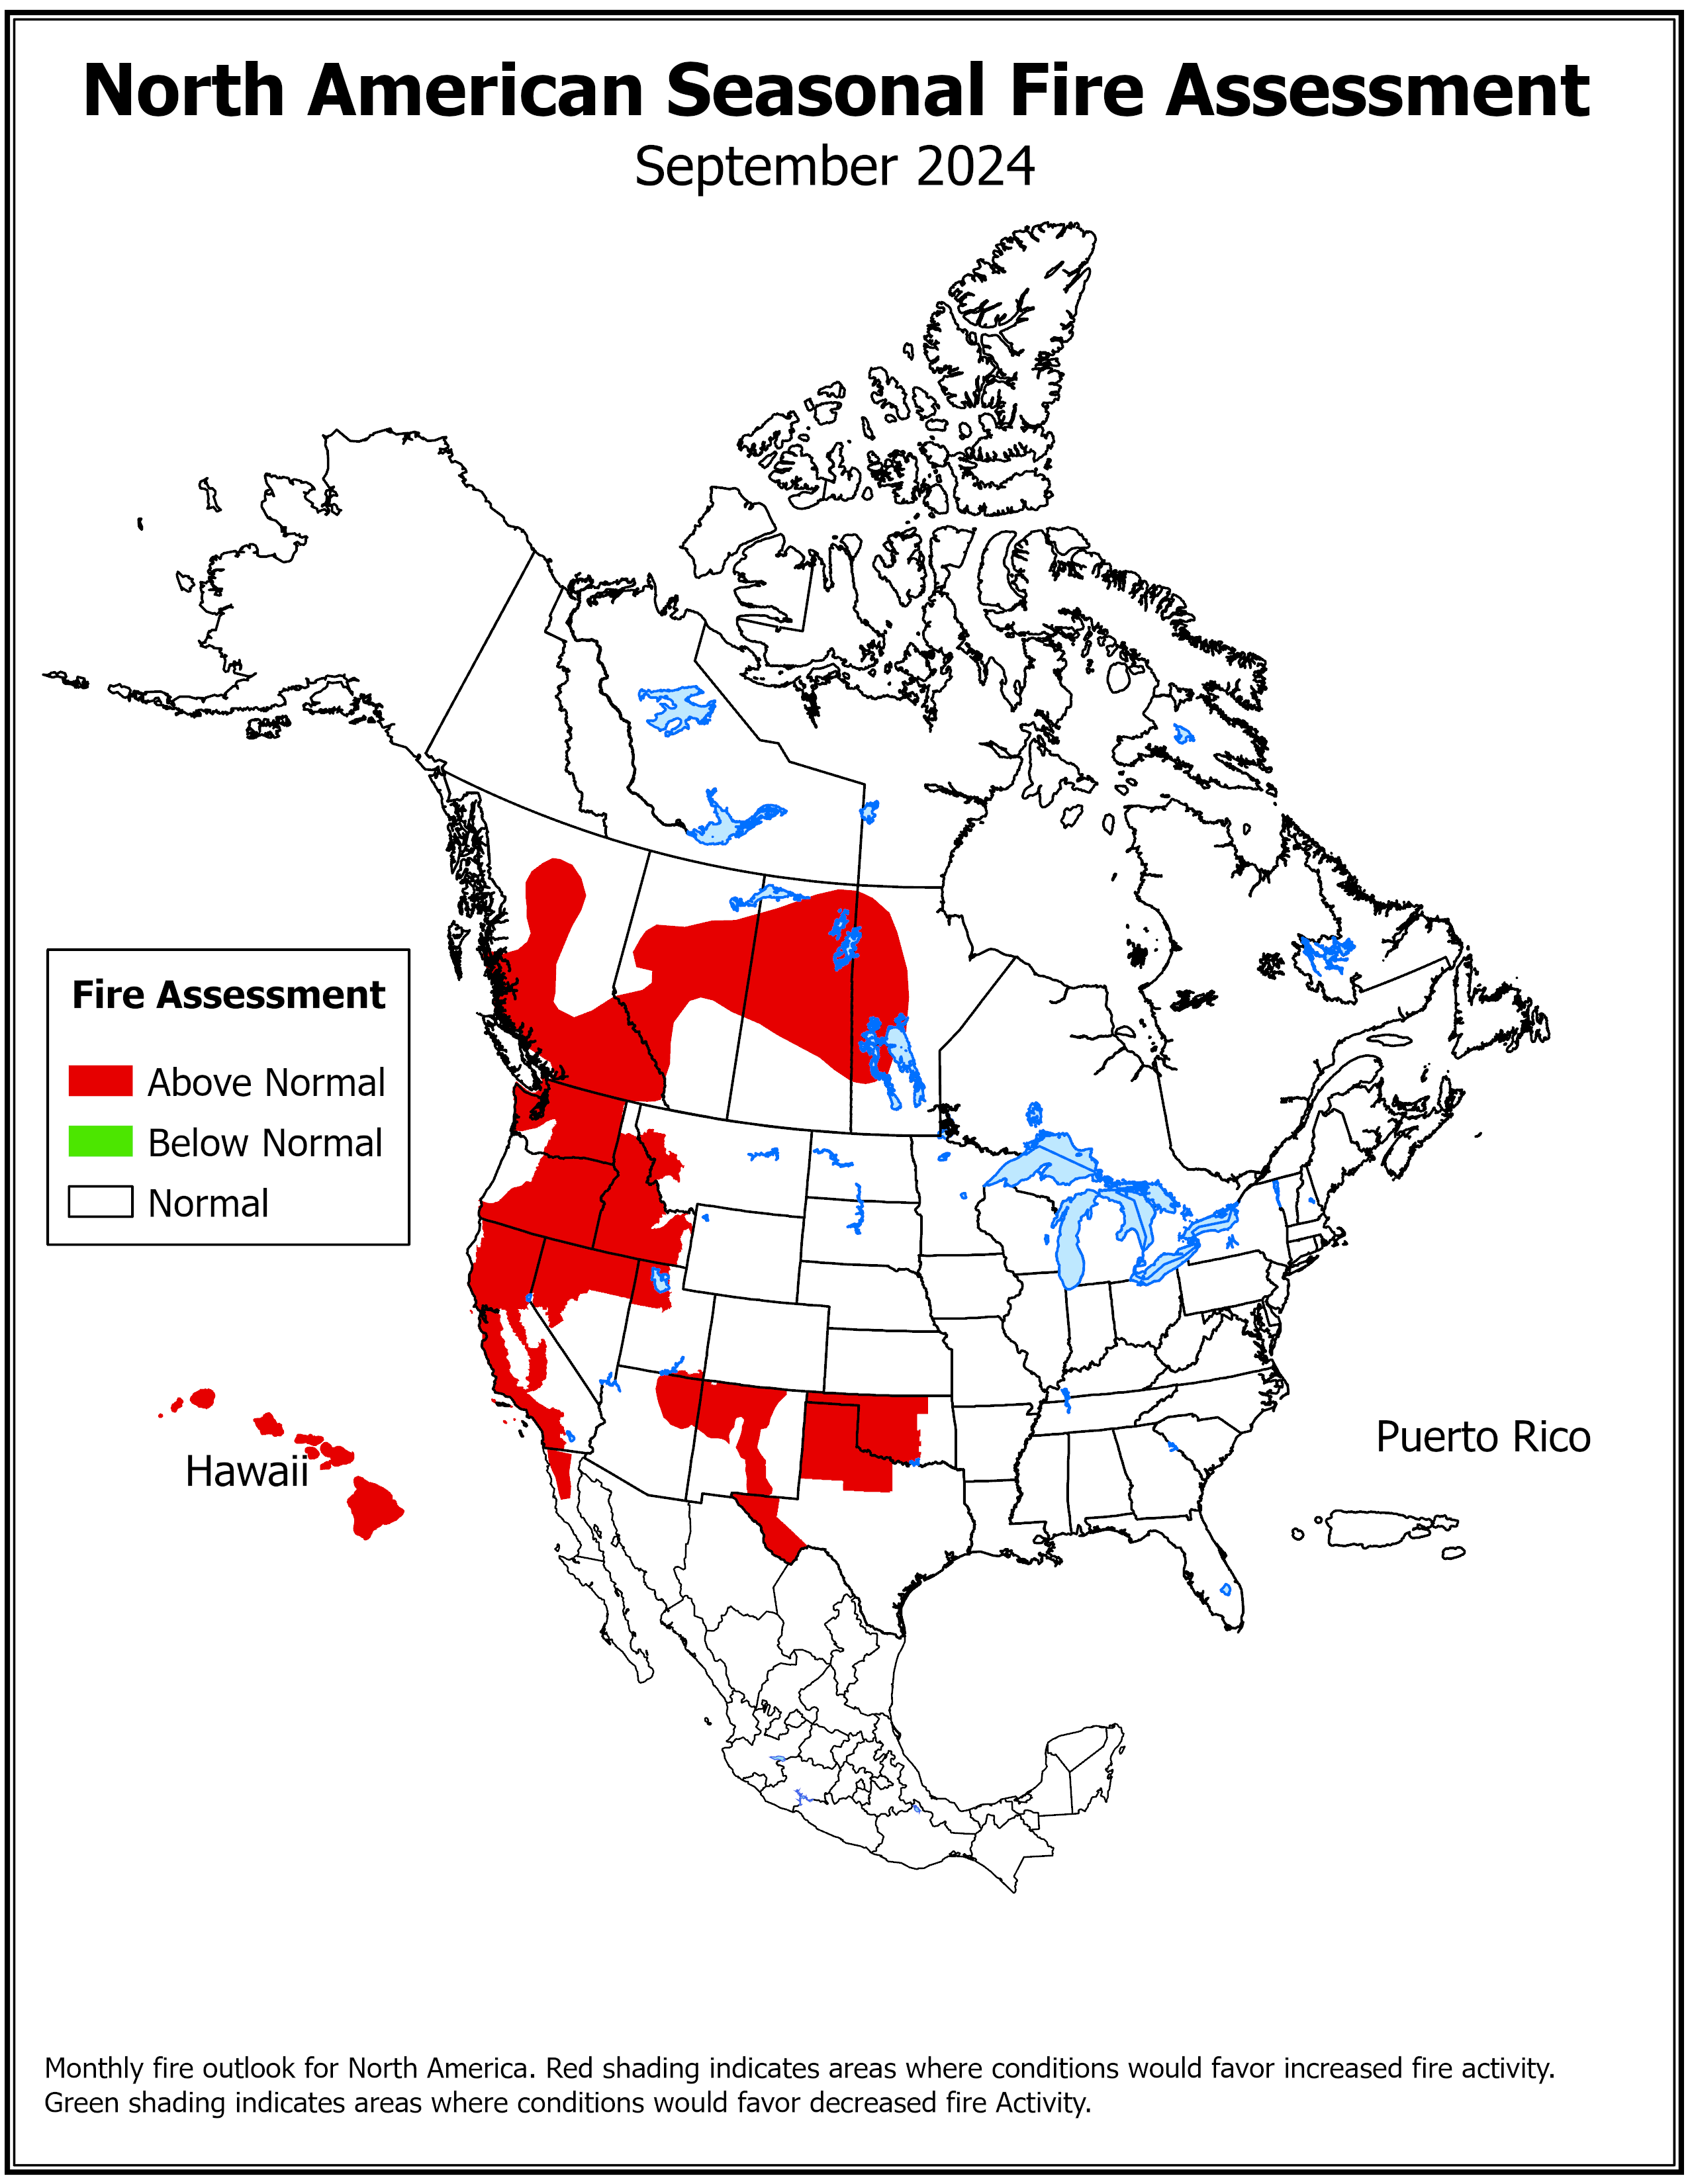 North American Seasonal Fire Assessment
September 2024
Fire Assessment
Above Normal
Below Normal
Normal
Hawaii
Puerto Rico
Monthly fire outlook for North America. Red shading indicates areas where conditions would favor increased fire activity.
Green shading indicates areas where conditions would favor decreased fire Activity.